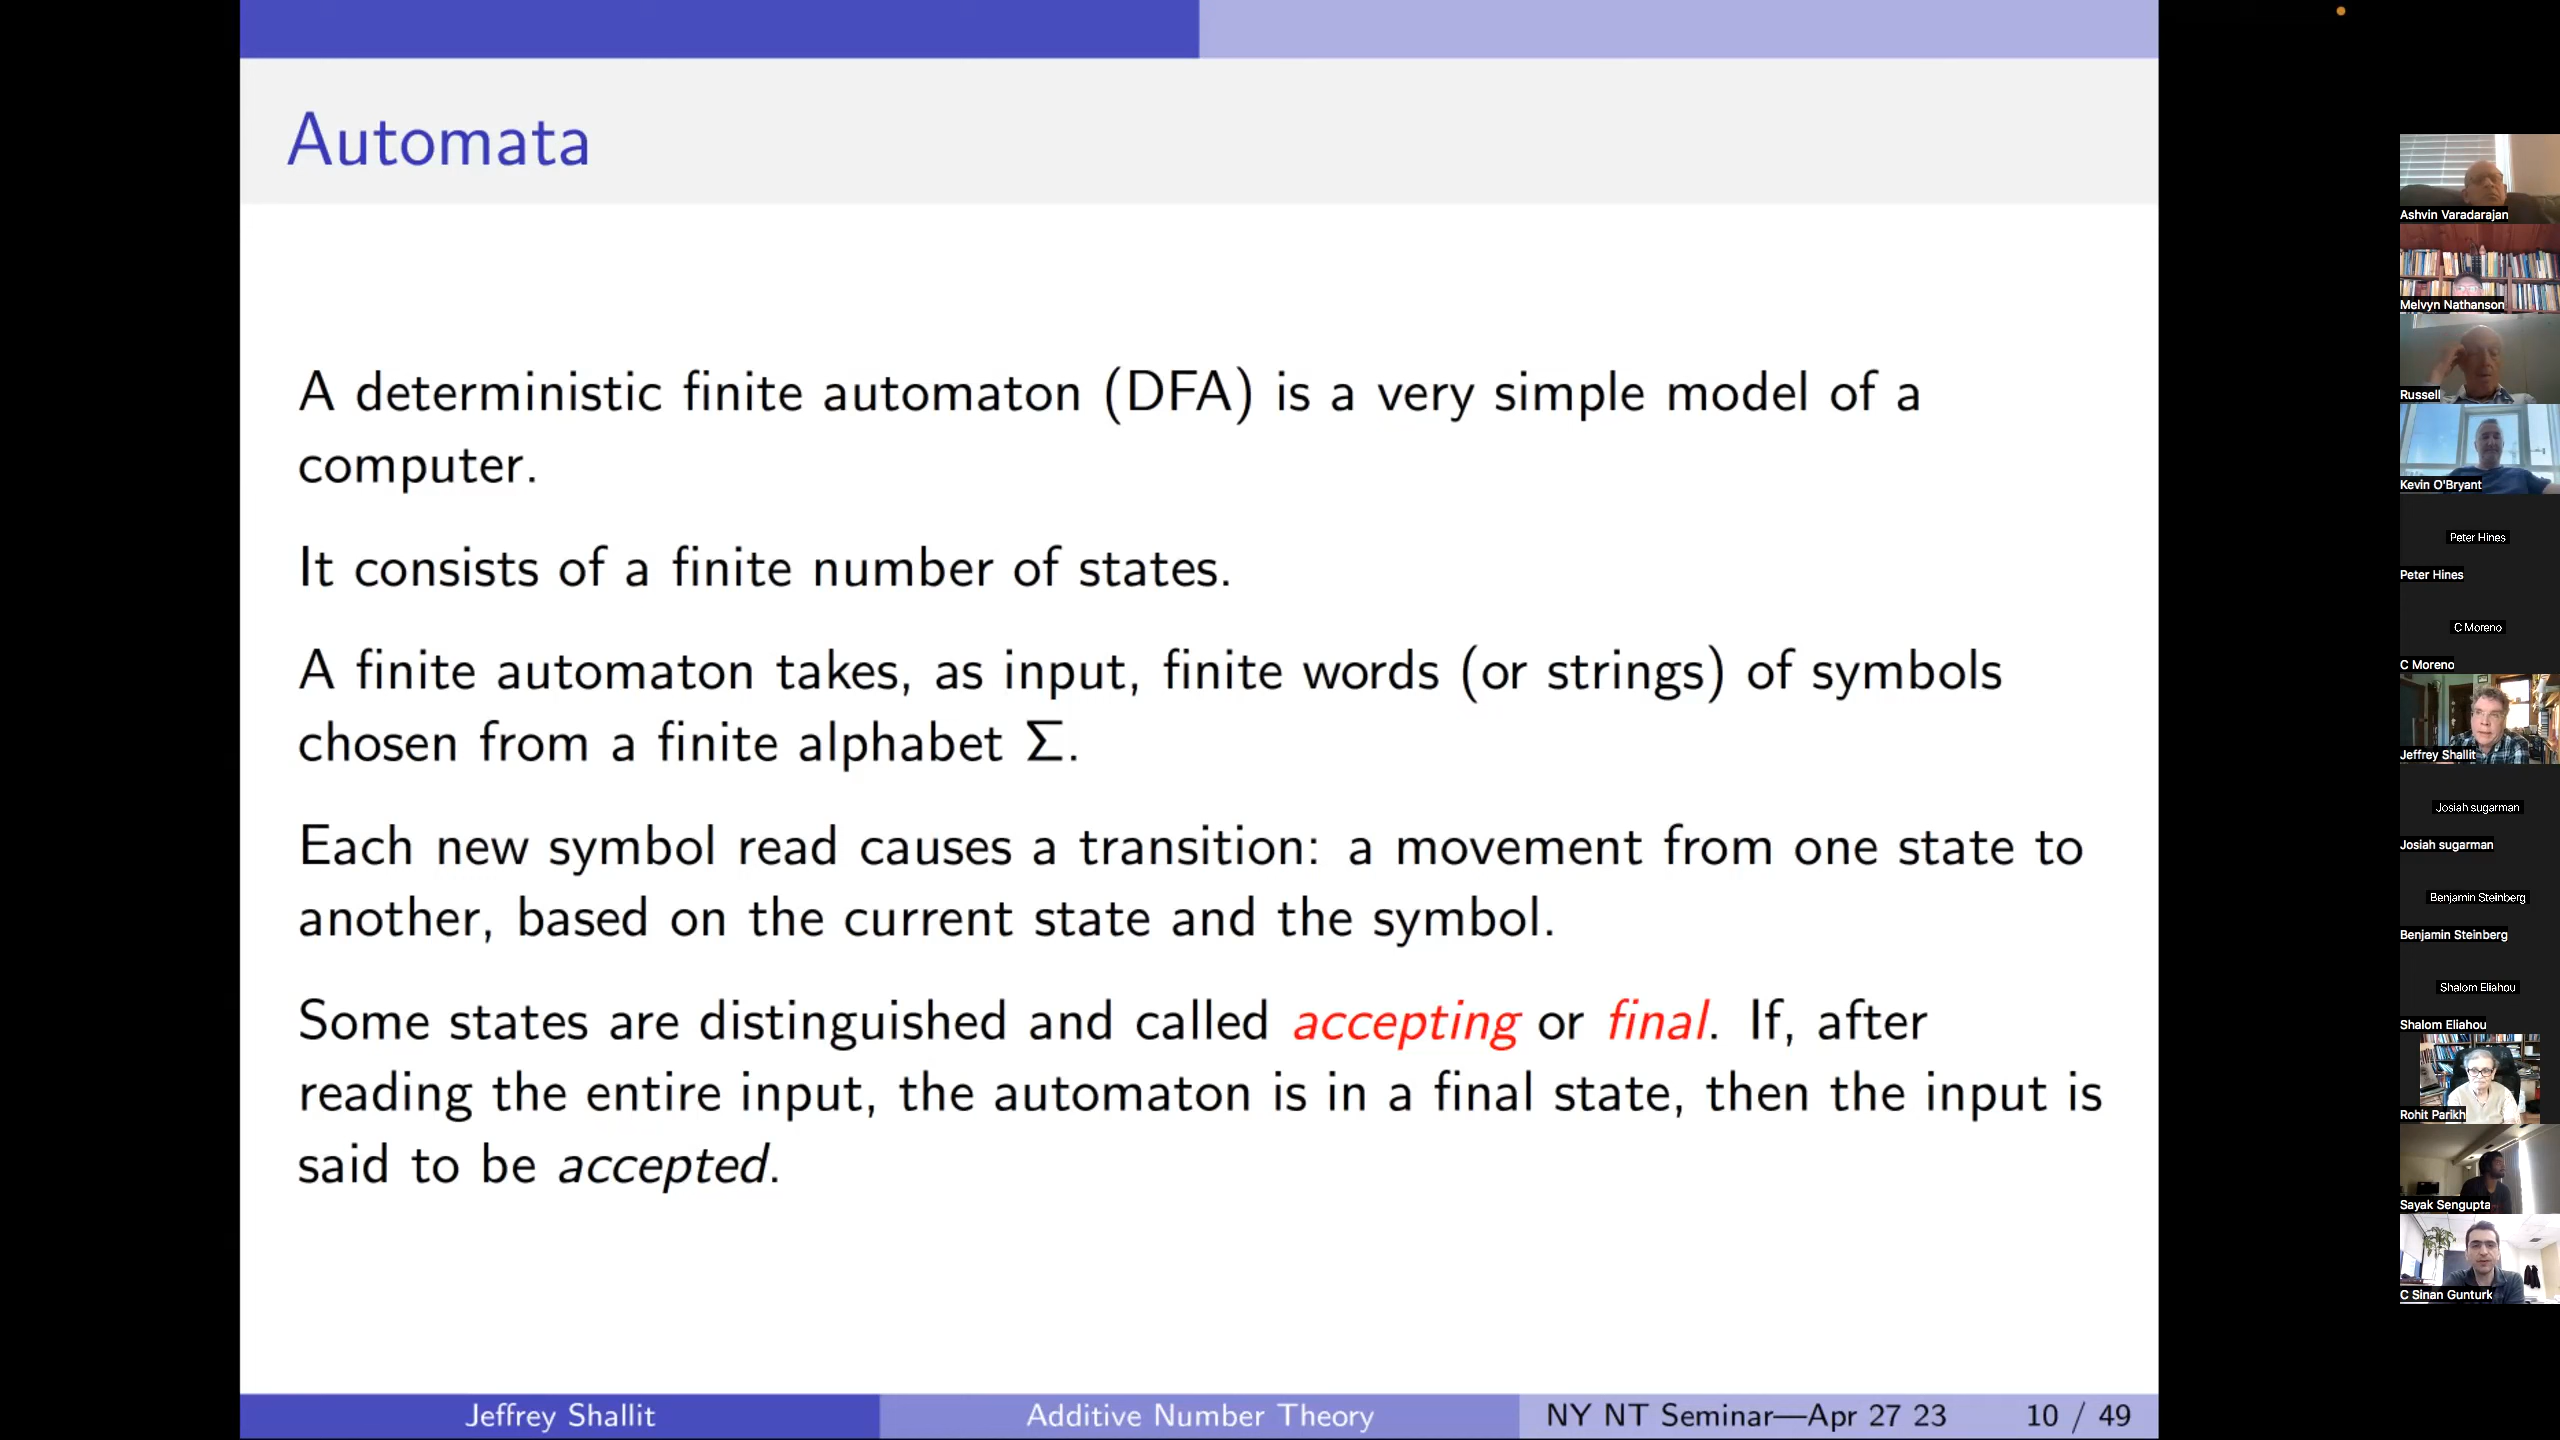 Automata
A deterministic finite automaton (DFA) is a very simple model of a
computer.
It consists of a finite number of states.
A finite automaton takes, as input, finite words (or strings) of symbols
chosen from a finite alphabet Σ.
Each new symbol read causes a transition: a movement from one state to
another, based on the current state and the symbol.
Some states are distinguished and called accepting or final. If, after
reading the entire input, the automaton is in a final state, then the input is
said to be accepted.
Jeffrey Shallit
Additive Number Theory
NY NT Seminar—Apr 27 23
10 / 49
Ashvin Varadarajan
Melvyn Nathanson
Russell
Kevin O'Bryant
Peter Hines
Peter Hines
C Moreno
C Moreno
Jeffrey Shallit
Josiah sugarman
Josiah sugarman
Benjamin Steinberg
Benjamin Steinberg
Shalom Eliahou
Shalom Eliahou
Rohit Parikh
Sayak Sengupta
C Sinan Gunturk